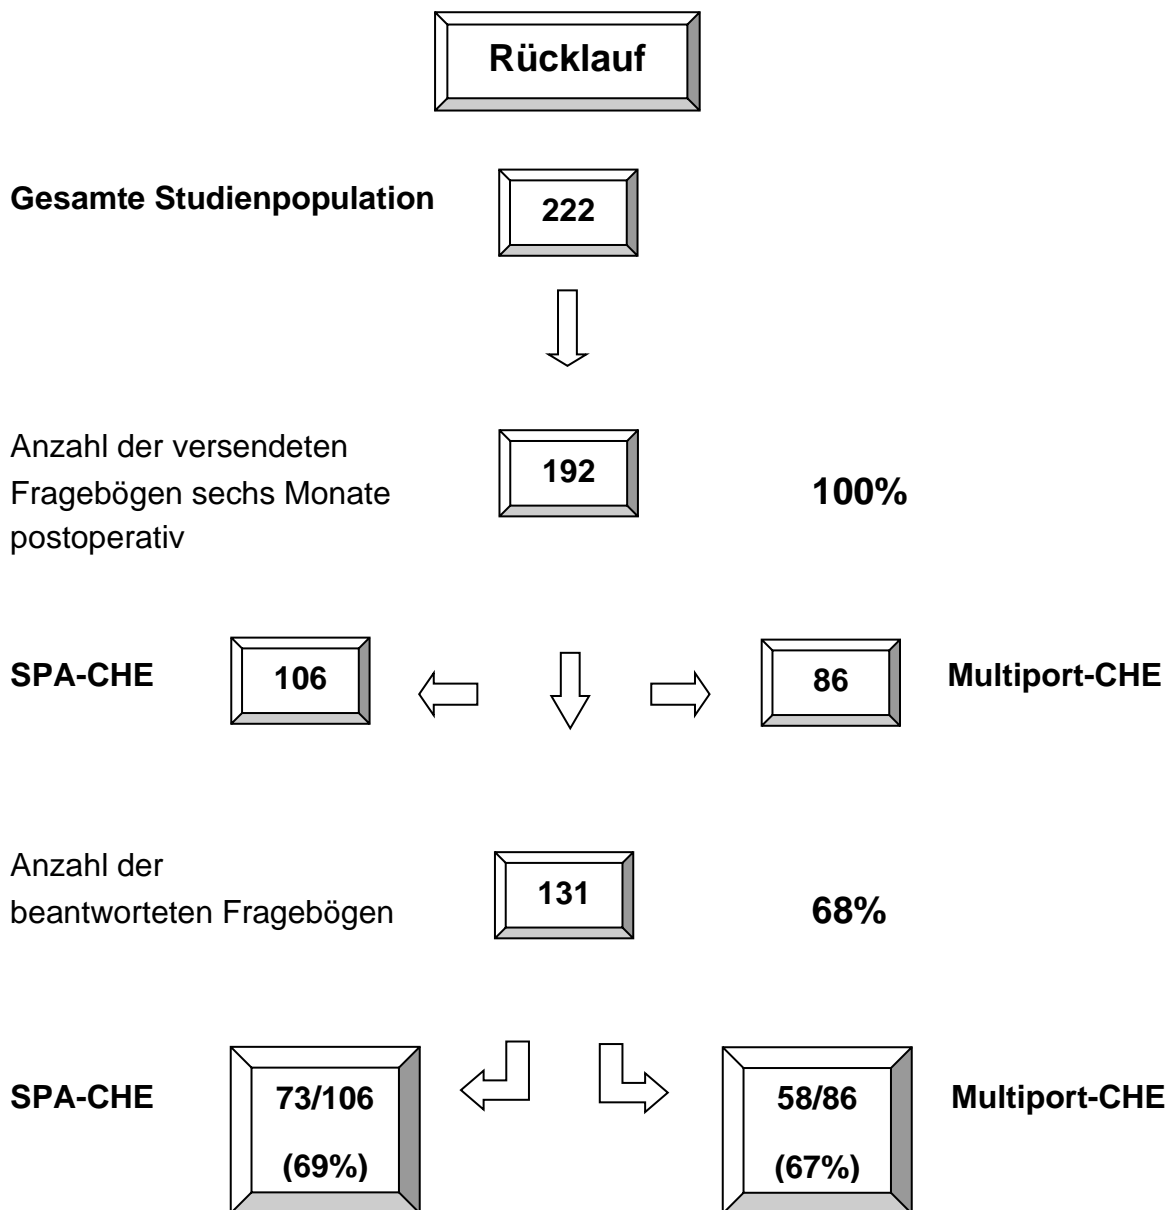 Rücklauf
Gesamte Studienpopulation
222
Anzahl der versendeten
Fragebögen sechs Monate
postoperativ
192
100%
SPA-CHE
106
86
Multiport-CHE
Anzahl der
beantworteten Fragebögen
131
68%
SPA-CHE
73/106
(69%)
58/86
(67%)
Multiport-CHE